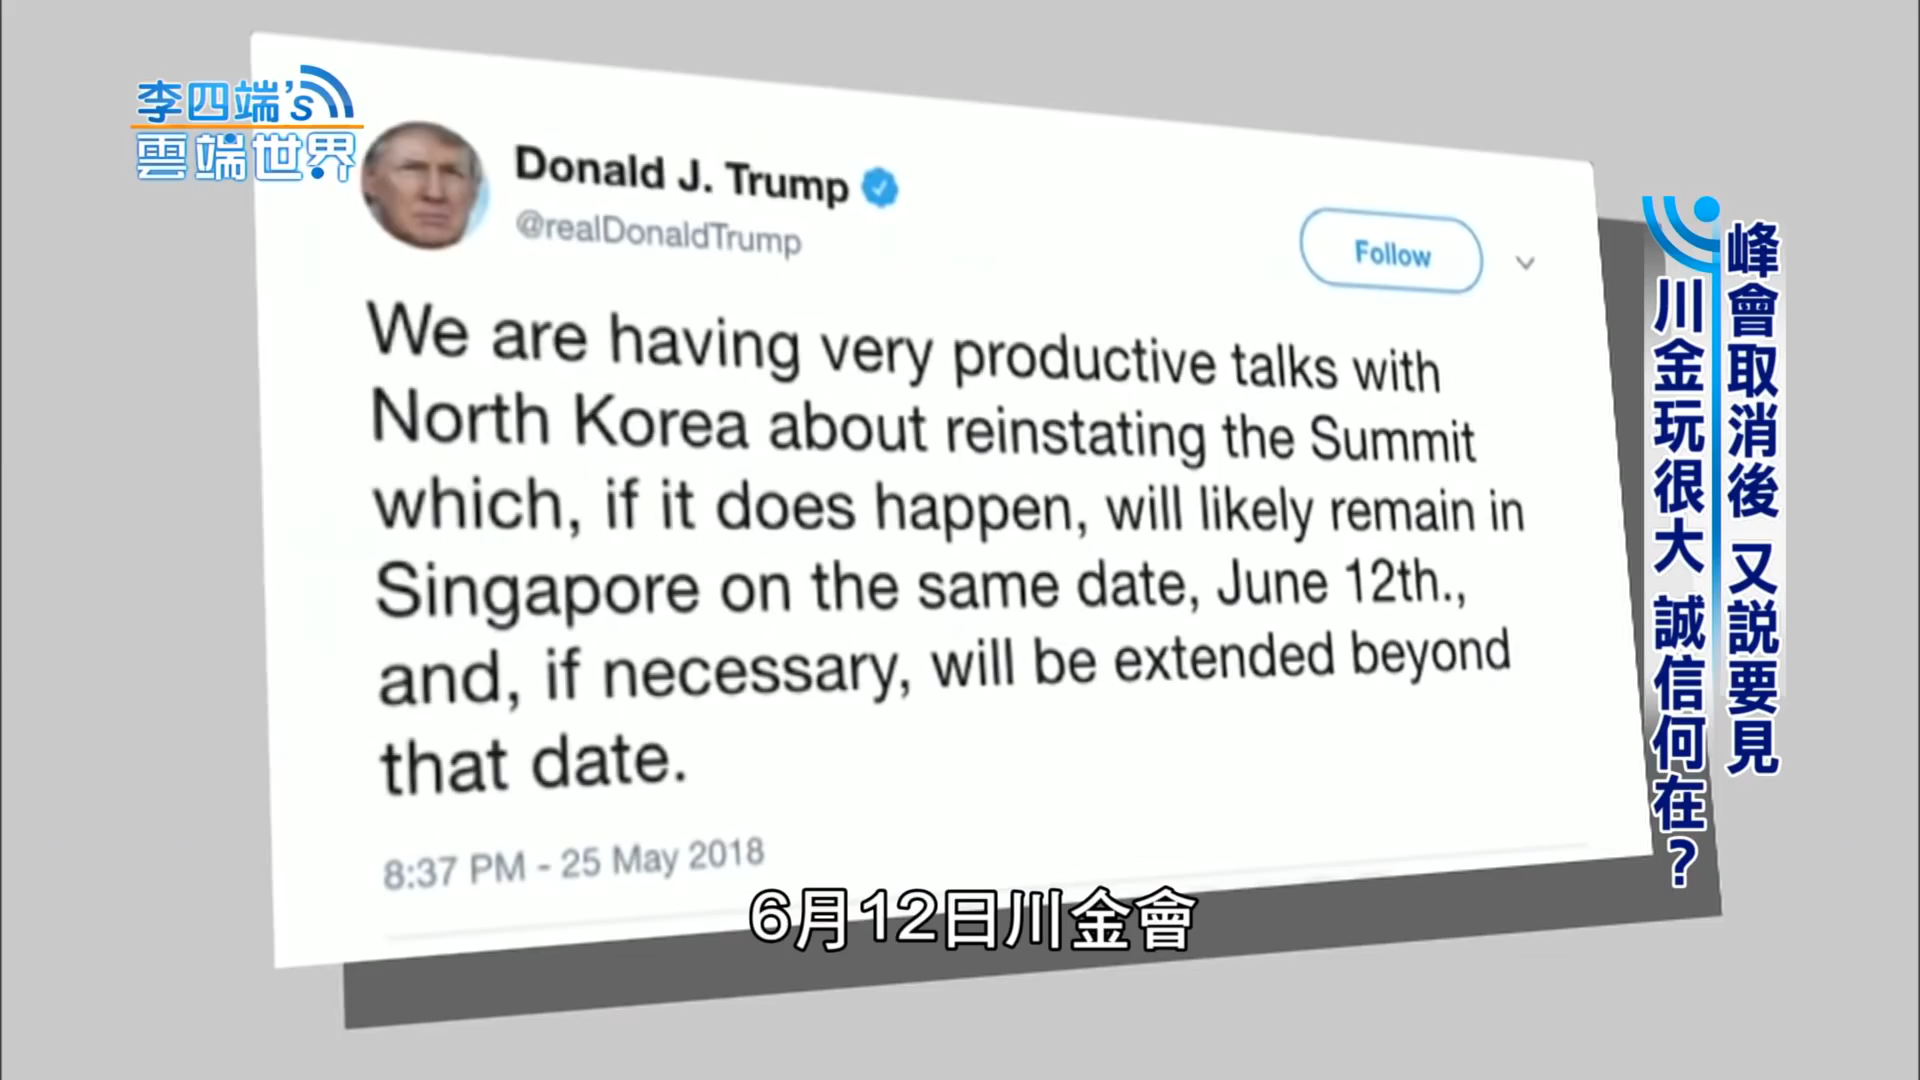 李四端's
雲端世界
Donald J. Trump
@realDonaldTrump
Follow
We are having very productive talks with
North Korea about reinstating the Summit
which, if it does happen, will likely remain in
Singapore on the same date, June 12th.,
and, if necessary, will be extended beyond
that date.
8:37 PM - 25 May 2018
峰會取消後 又説要見
川金玩很大 誠信何在?
6月12日川金會